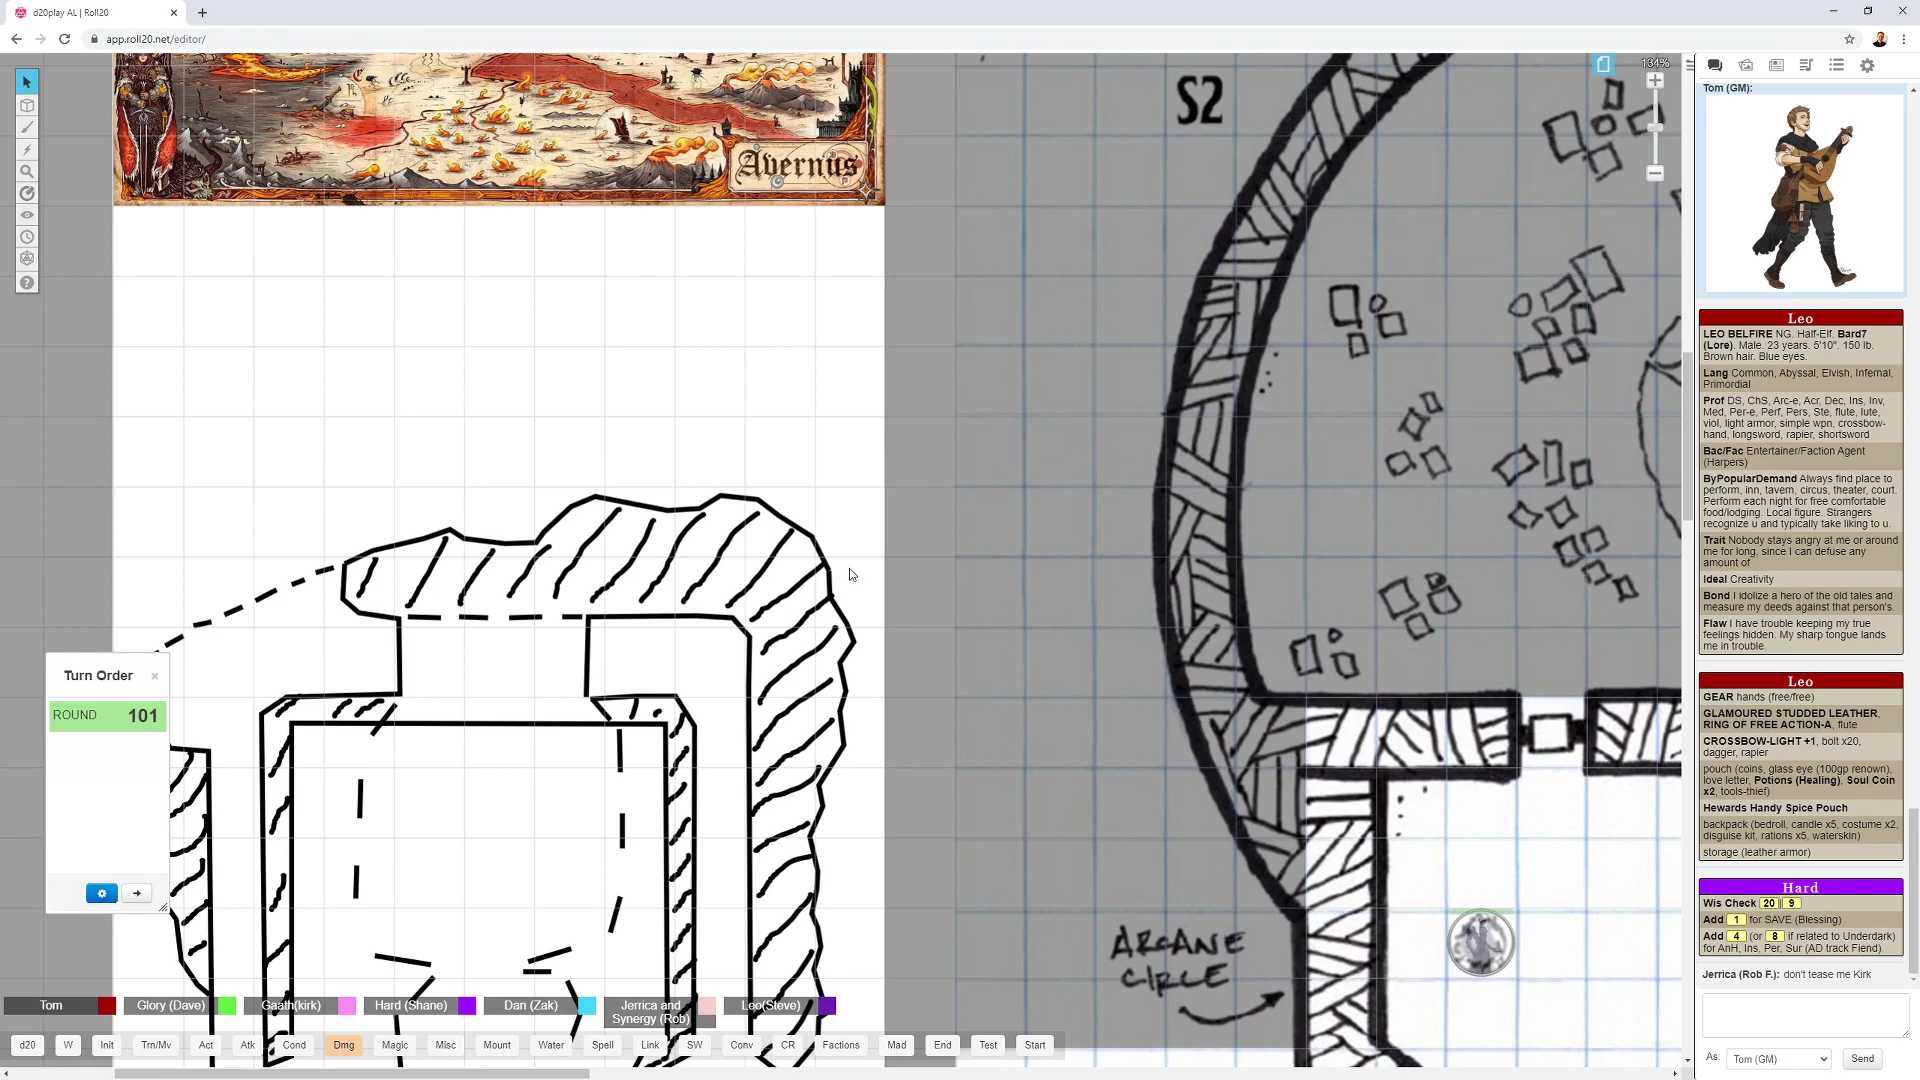 d20play AL | Roll20
app.roll20.net/editor/
134%
Avernus
S2
ARCANE
CIRCLE
Turn Order
ROUND 101
Tom
Glory (Dave)
Gaath(kirk)
Hard (Shane)
Dan (Zak)
Jerrica and
Synergy (Rob)
Leo(Steve)
d20 W Init Trn/Mv Act Atk Cond Dmg Magic Misc Mount Water Spell Link SW Conv CR Factions Mad End Test Start
Tom (GM):
Leo
LEO BELFIRE NG. Half-Elf. Bard7
(Lore). Male. 23 years. 5'10". 150 lb.
Brown hair. Blue eyes.
Lang Common, Abyssal, Elvish, Infernal,
Primordial
Prof DS, ChS, Arc-e, Acr, Dec, Ins, Inv,
Med, Per-e, Perf, Pers, Ste, flute, lute,
viol, light armor, simple wpn, crossbow-
hand, longsword, rapier, shortsword
Bac/Fac Entertainer/Faction Agent
(Harpers)
ByPopularDemand Always find place to
perform, inn, tavern, circus, theater, court.
Perform each night for free comfortable
food/lodging. Local figure. Strangers
recognize u and typically take liking to u.
Trait Nobody stays angry at me or around
me for long, since I can defuse any
amount of
Ideal Creativity
Bond I idolize a hero of the old tales and
measure my deeds against that person's.
Flaw I have trouble keeping my true
feelings hidden. My sharp tongue lands
me in trouble.
Leo
GEAR hands (free/free)
GLAMOURED STUDDED LEATHER,
RING OF FREE ACTION-A, flute
CROSSBOW-LIGHT +1, bolt x20,
dagger, rapier
pouch (coins, glass eye (100gp renown),
love letter, Potions (Healing), Soul Coin
x2, tools-thief)
Hewards Handy Spice Pouch
backpack (bedroll, candle x5, costume x2,
disguise kit, rations x5, waterskin)
storage (leather armor)
Hard
Wis Check 20 | 9
Add 1 for SAVE (Blessing)
Add 4 (or 8 if related to Underdark)
for AnH, Ins, Per, Sur (AD track Fiend)
Jerrica (Rob F.): don't tease me Kirk
As: Tom (GM) Send